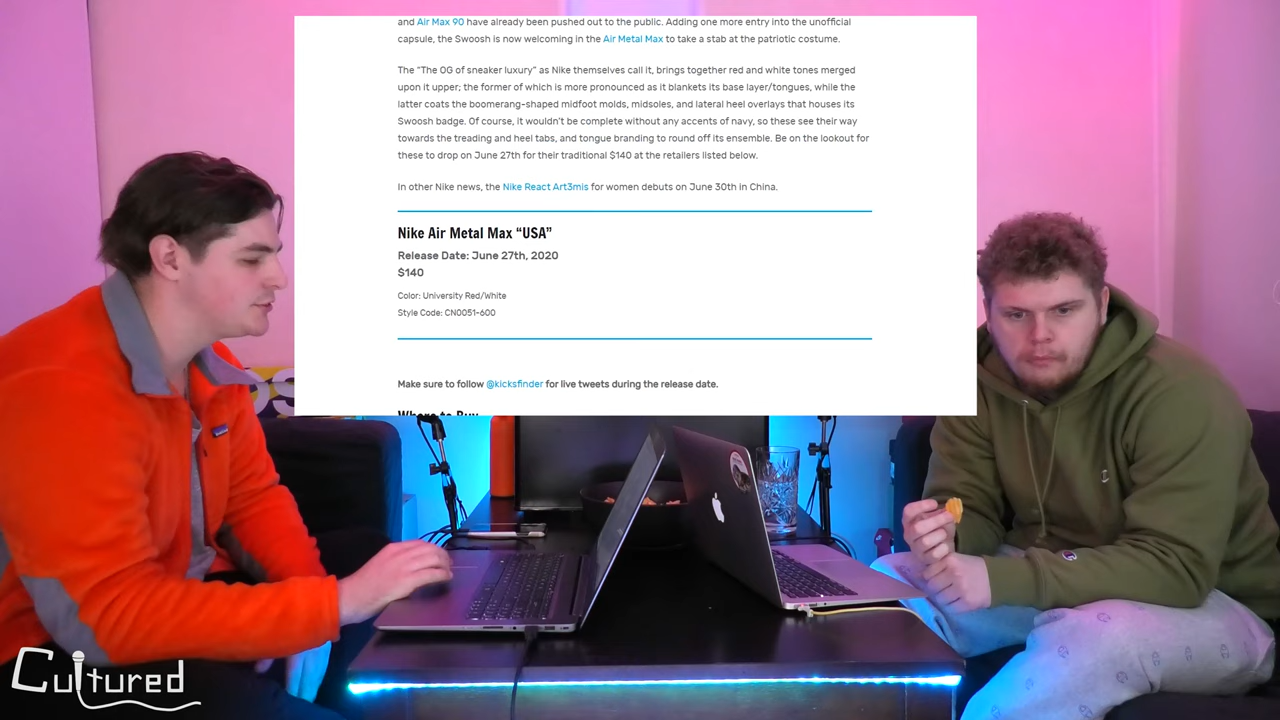 and Air Max 90 have already been pushed out to the public. Adding one more entry into the unofficial
capsule, the Swoosh is now welcoming in the Air Metal Max to take a stab at the patriotic costume.
The “The OG of sneaker luxury” as Nike themselves call it, brings together red and white tones merged
upon it upper; the former of which is more pronounced as it blankets its base layer/tongues, while the
latter coats the boomerang-shaped midfoot molds, midsoles, and lateral heel overlays that houses its
Swoosh badge. Of course, it wouldn’t be complete without any accents of navy, so these see their way
towards the treading and heel tabs, and tongue branding to round off its ensemble. Be on the lookout for
these to drop on June 27th for their traditional $140 at the retailers listed below.
In other Nike news, the Nike React Art3mis for women debuts on June 30th in China.
Nike Air Metal Max “USA”
Release Date: June 27th, 2020
$140
Color: University Red/White
Style Code: CN0051-600
Make sure to follow @kicksfinder for live tweets during the release date.
Where to Buy
Cultured